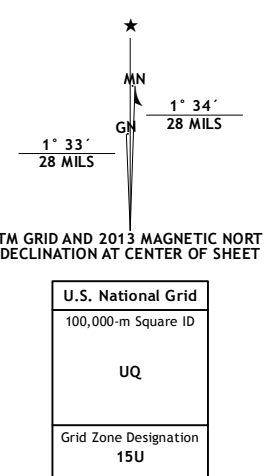 ★
MN
1° 34´
GN
28 MILS
1° 33´
28 MILS
TM GRID AND 2013 MAGNETIC NORT
DECLINATION AT CENTER OF SHEET
U.S. National Grid
100,000-m Square ID
UQ
Grid Zone Designation
15U